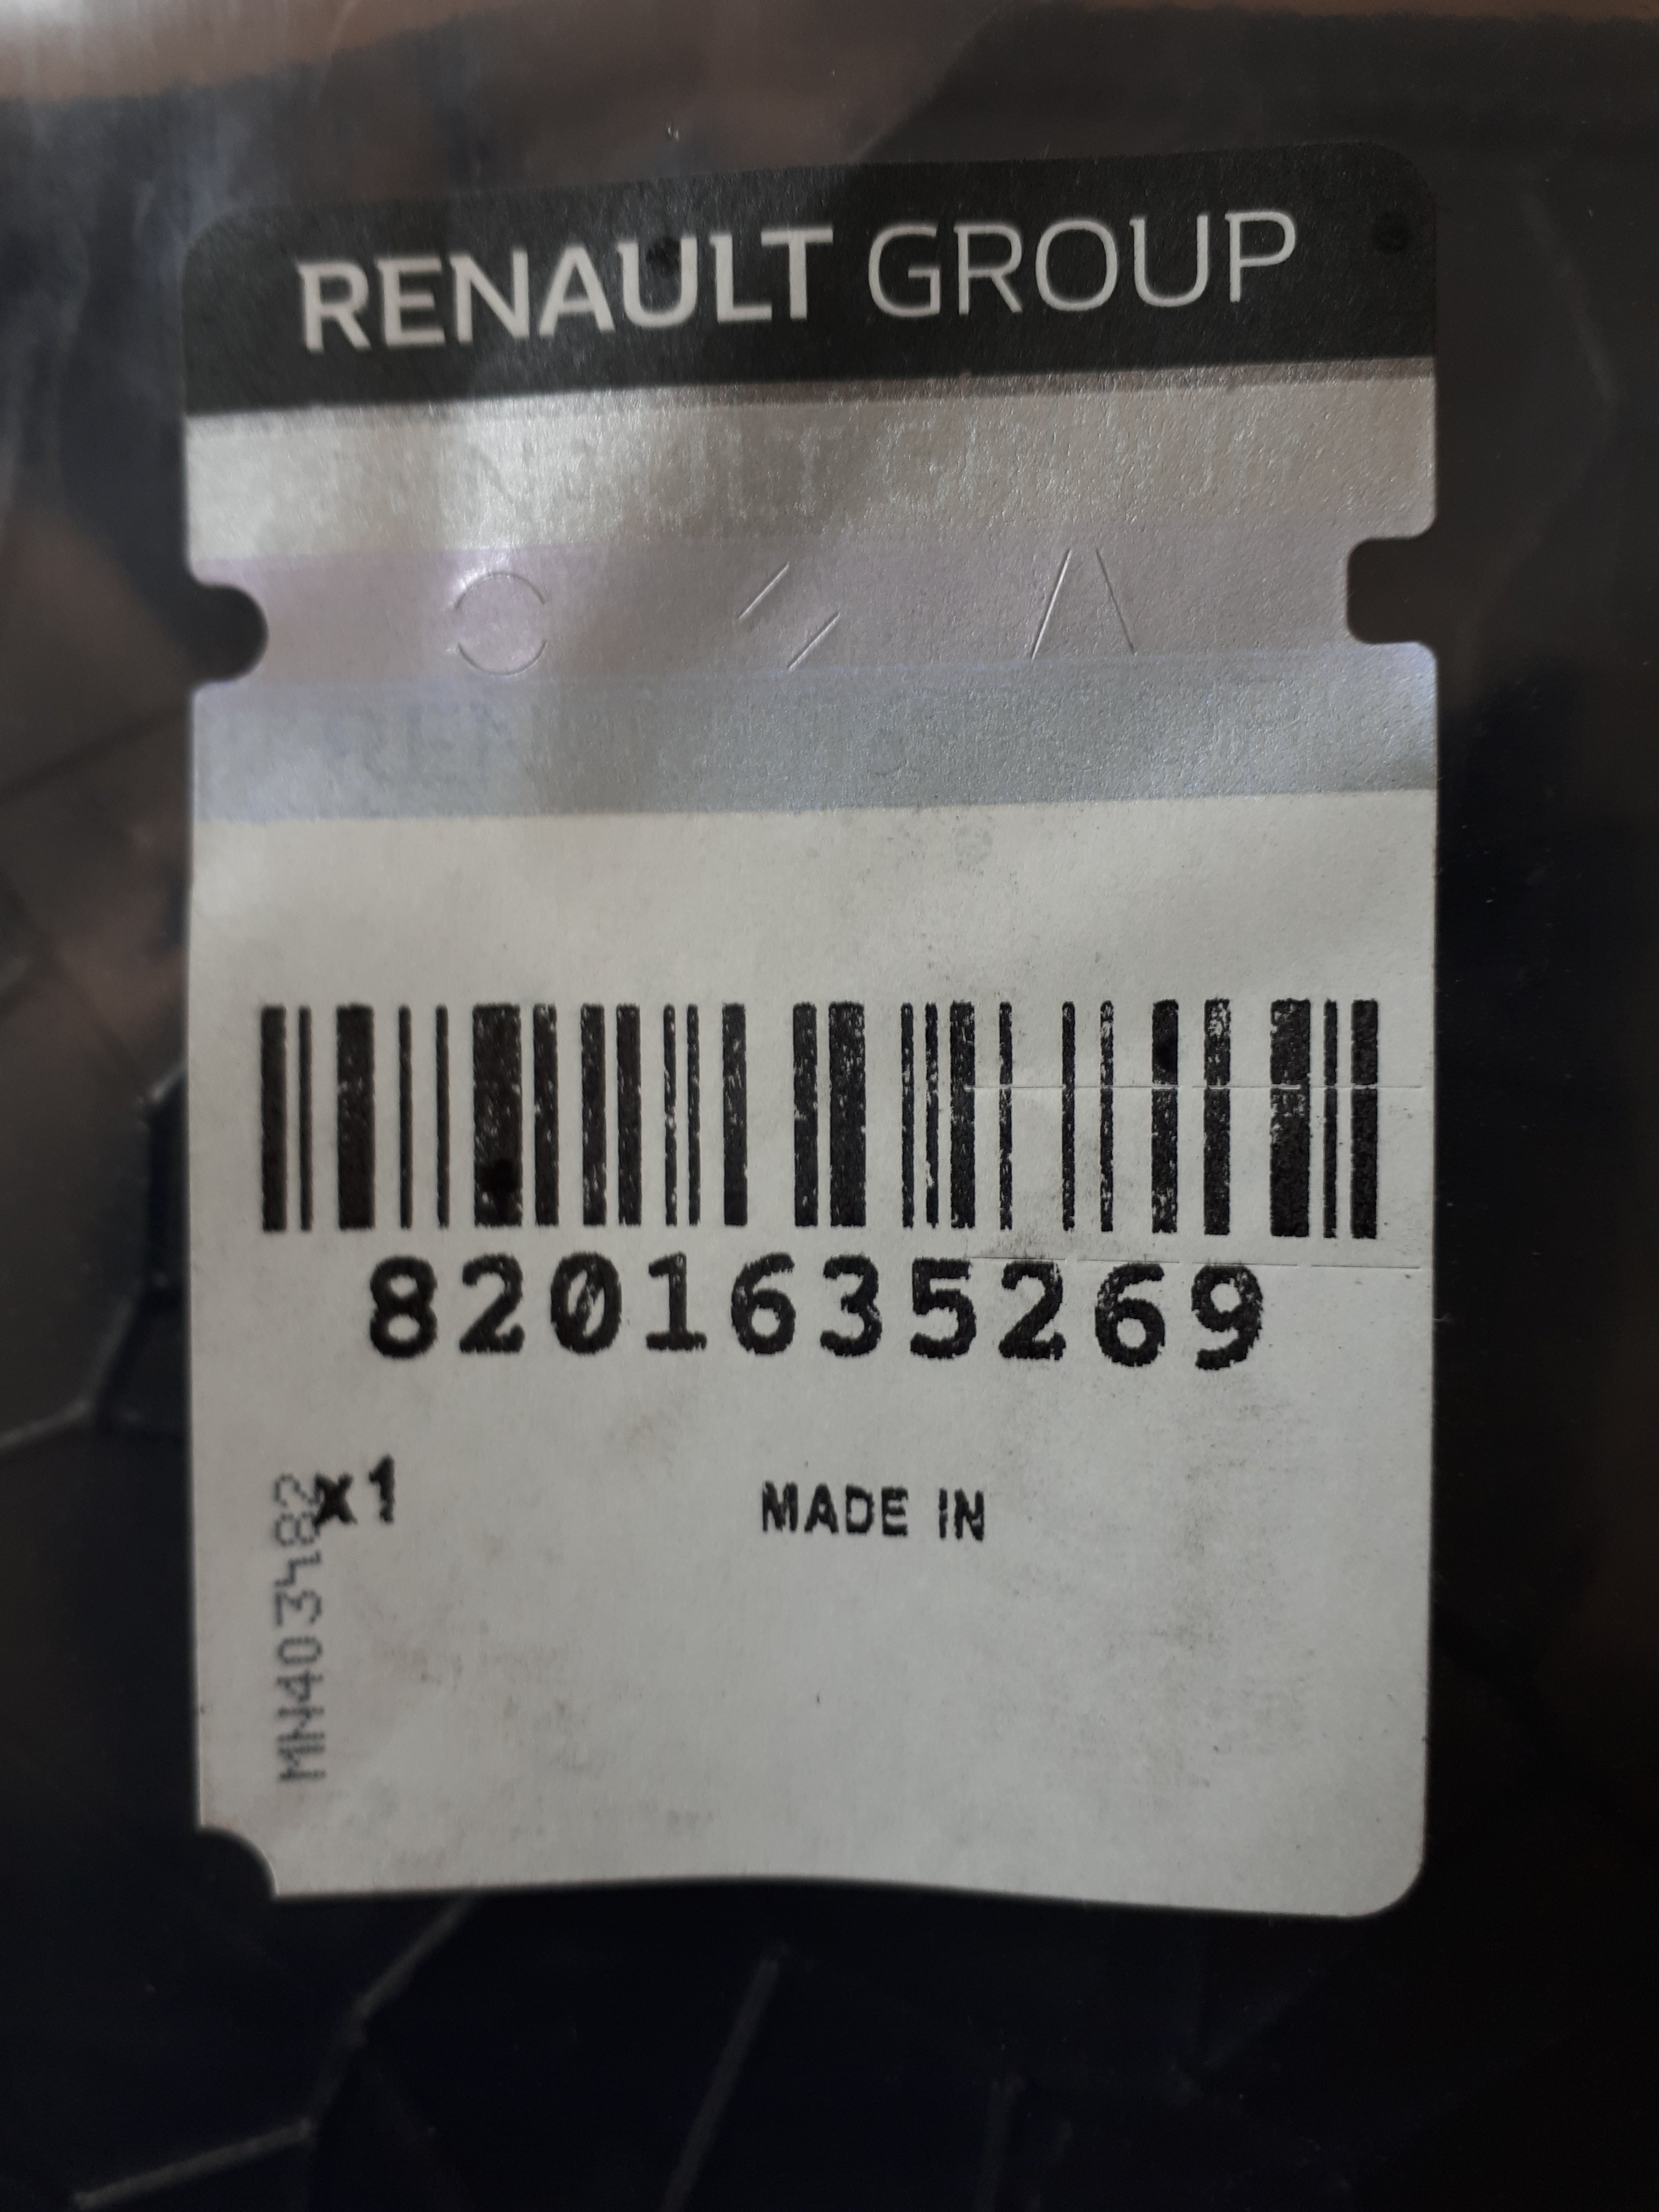 RENAULT GROUP
8201635269
x1
MADE IN
MN403482